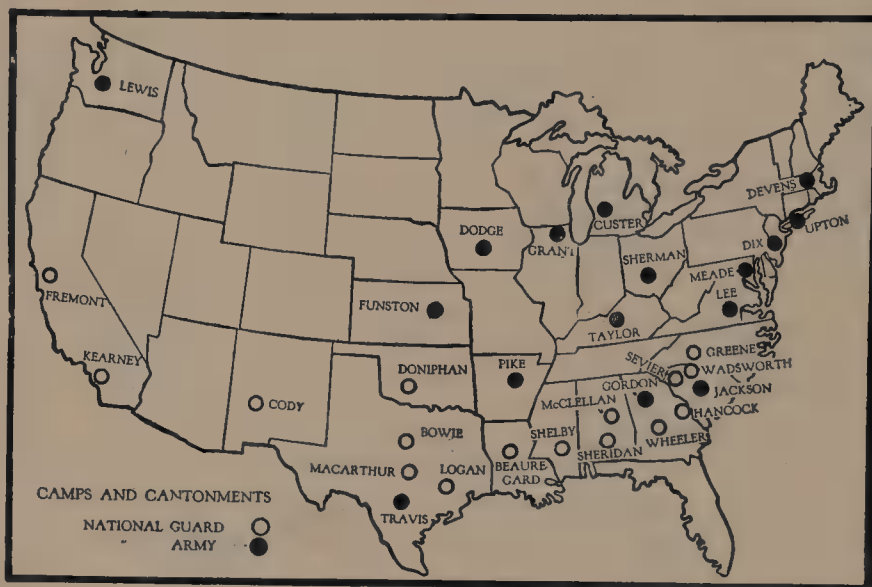 LEWIS
DEVENS
UPTON
CUSTER
DODGE
GRANT
DIX
SHERMAN
MEADE
LEE
FREMONT
FUNSTON
TAYLOR
KEARNEY
DONIPHAN
PIKE
SEVIER
GREENE
WADSWORTH
GORDON
JACKSON
McCLELLAN
HANCOCK
CODY
BOWIE
SHELBY
WHEELER
SHERIDAN
MACARTHUR
LOGAN
BEAURE-
GARD
TRAVIS
CAMPS AND CANTONMENTS
NATIONAL GUARD
" ARMY